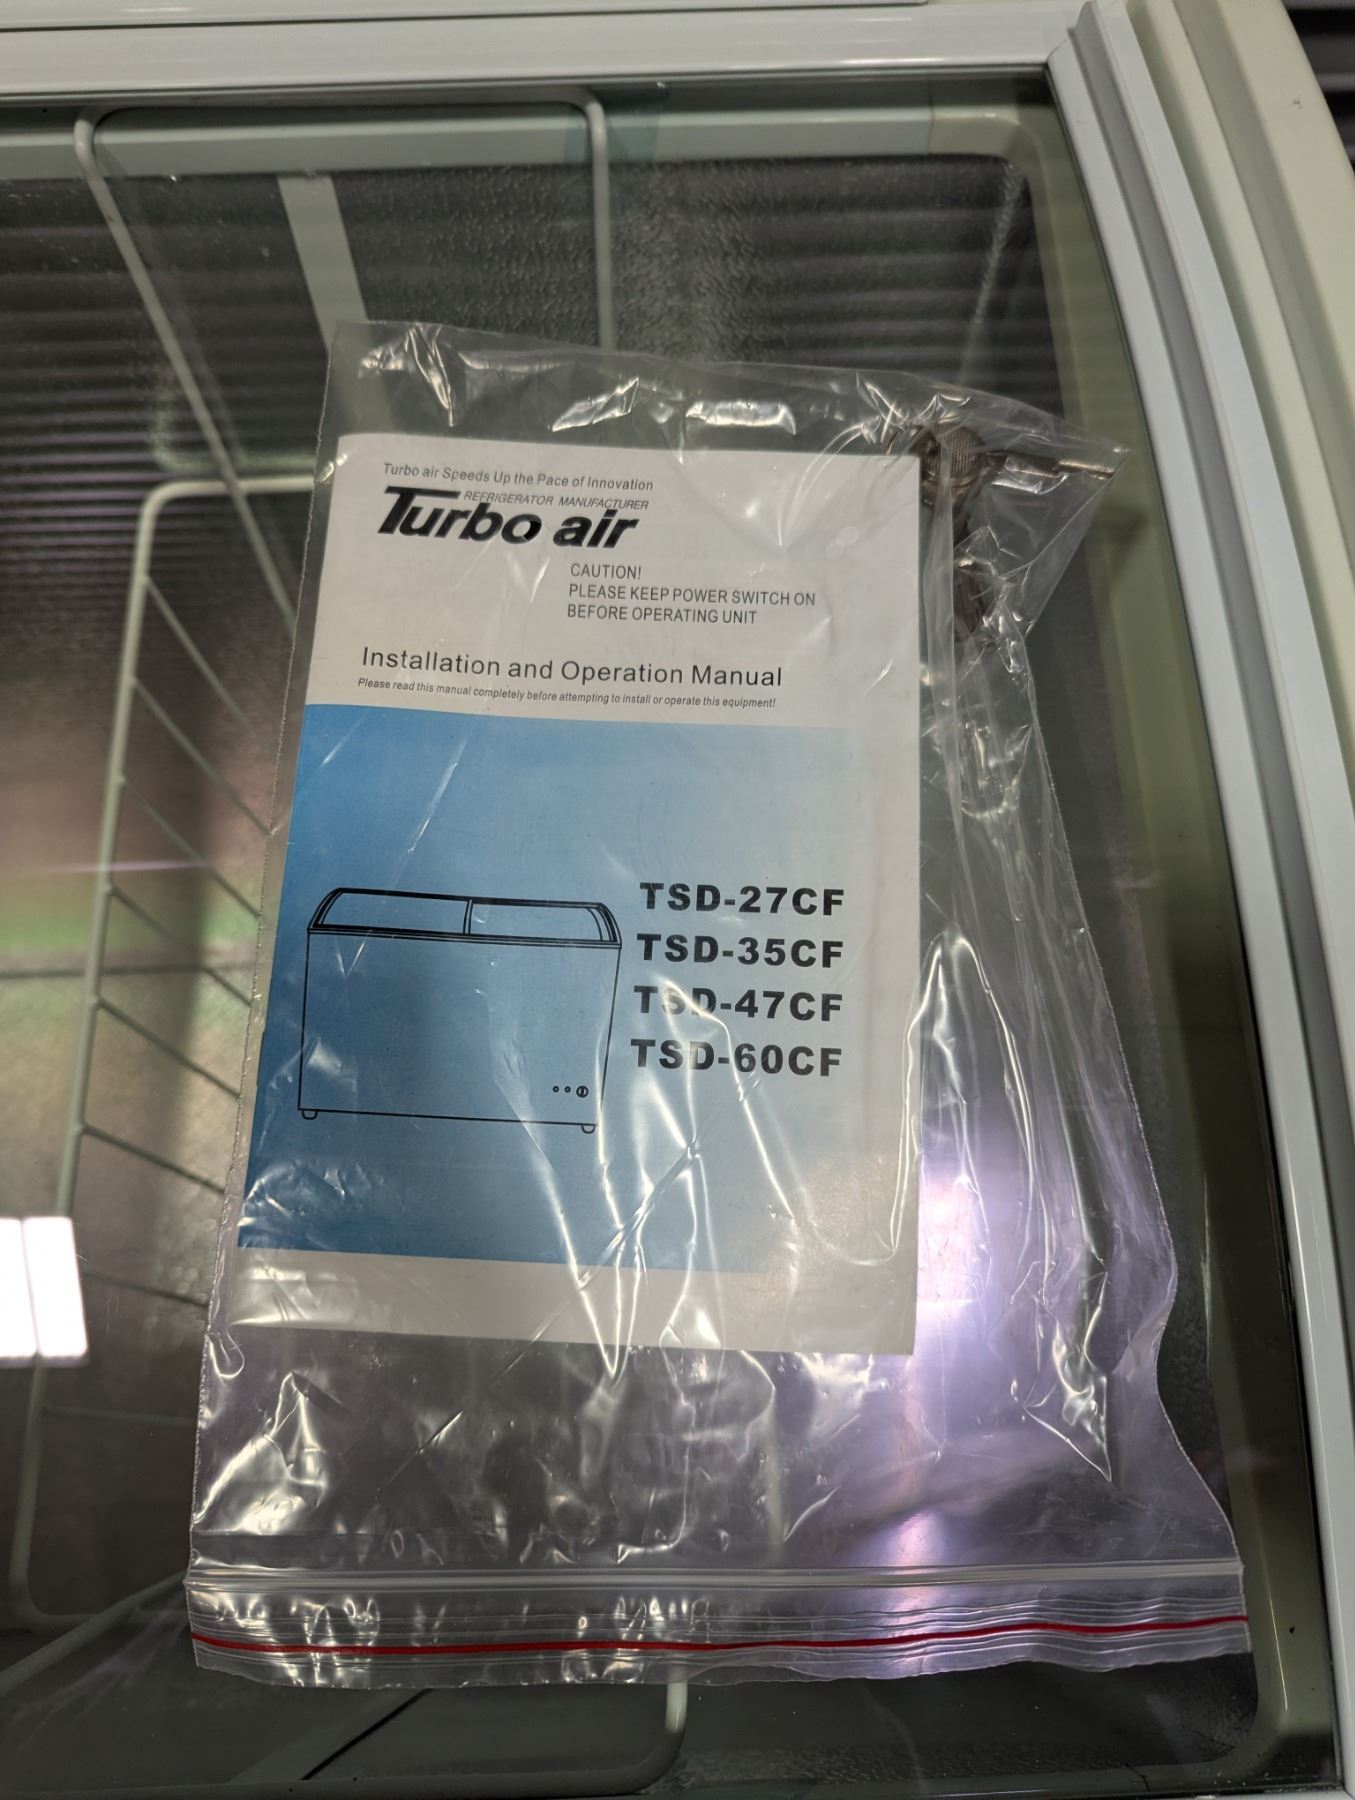 Turbo air Speeds Up the Pace of Innovation
REFRIGERATOR MANUFACTURER
Turbo air
CAUTION!
PLEASE KEEP POWER SWITCH ON
BEFORE OPERATING UNIT
Installation and Operation Manual
Please read this manual completely before attempting to install or operate this equipment!
TSD-27CF
TSD-35CF
TSD-47CF
TSD-60CF